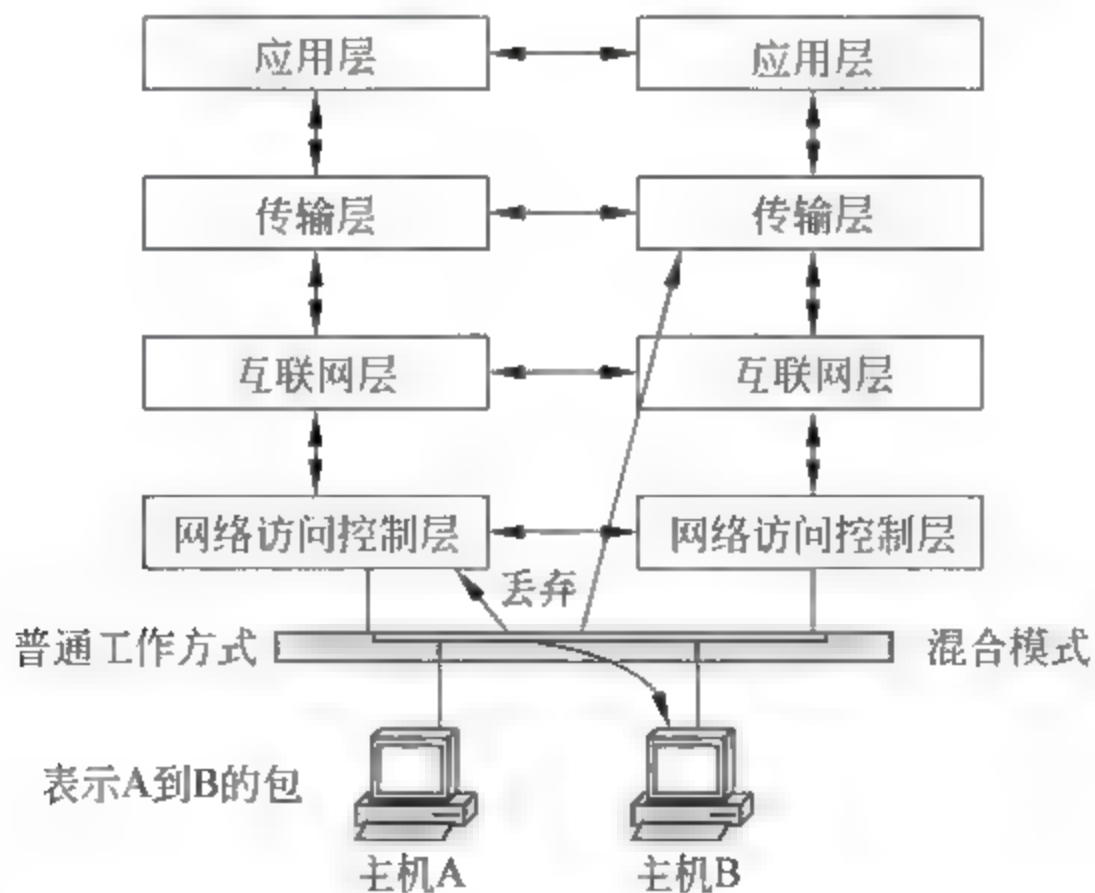 应用层 应用层
传输层 传输层
互联网层 互联网层
网络访问控制层 网络访问控制层
丢弃
普通工作方式 混合模式
表示A到B的包
主机A 主机B